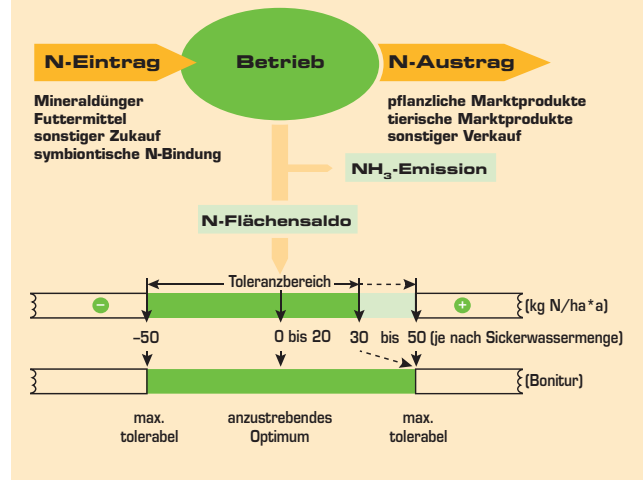 N-Eintrag
Betrieb
N-Austrag
Mineraldünger
Futtermittel
sonstiger Zukauf
symbiontische N-Bindung
pflanzliche Marktprodukte
tierische Marktprodukte
sonstiger Verkauf
NH₃-Emission
N-Flächensaldo
Toleranzbereich
– + (kg N/ha*a)
–50 0 bis 20 30 bis 50 (je nach Sickerwassermenge)
(Bonitur)
max.
tolerabel
anzustrebendes
Optimum
max.
tolerabel